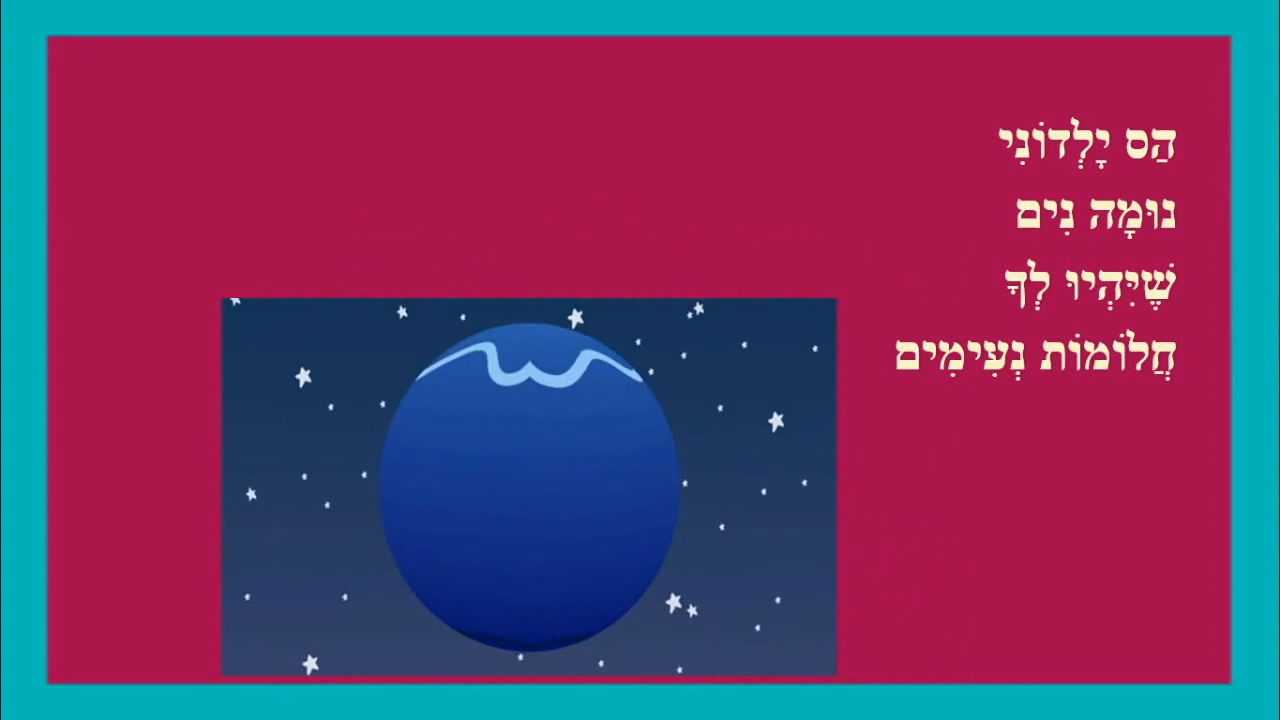 הַס יָלְדוֹנִי
נוּמָה נִים
שֶׁיִּהְיוּ לְךָ
חֲלוֹמוֹת נְעִימִים